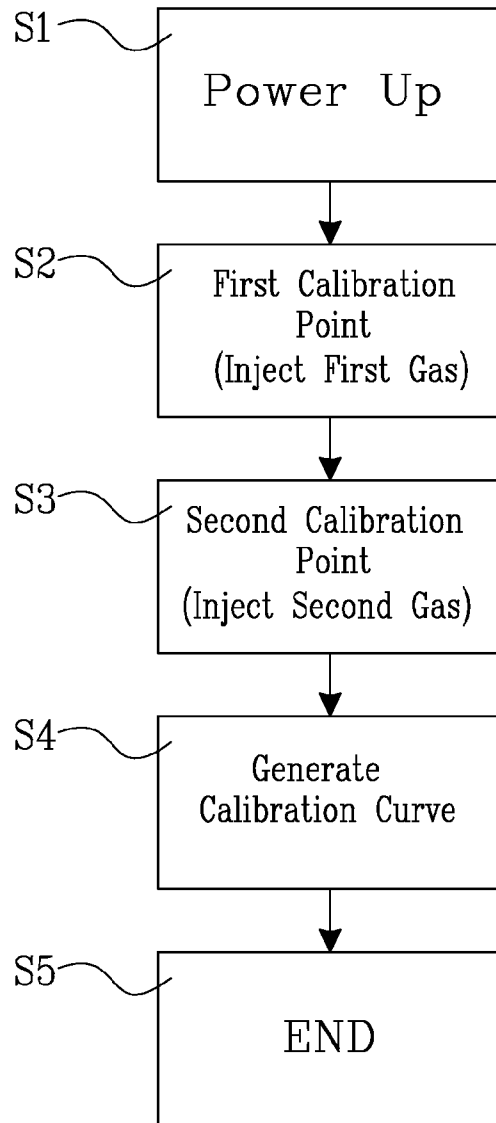 S1
Power Up
S2
First Calibration
Point
(Inject First Gas)
S3
Second Calibration
Point
(Inject Second Gas)
S4
Generate
Calibration Curve
S5
END